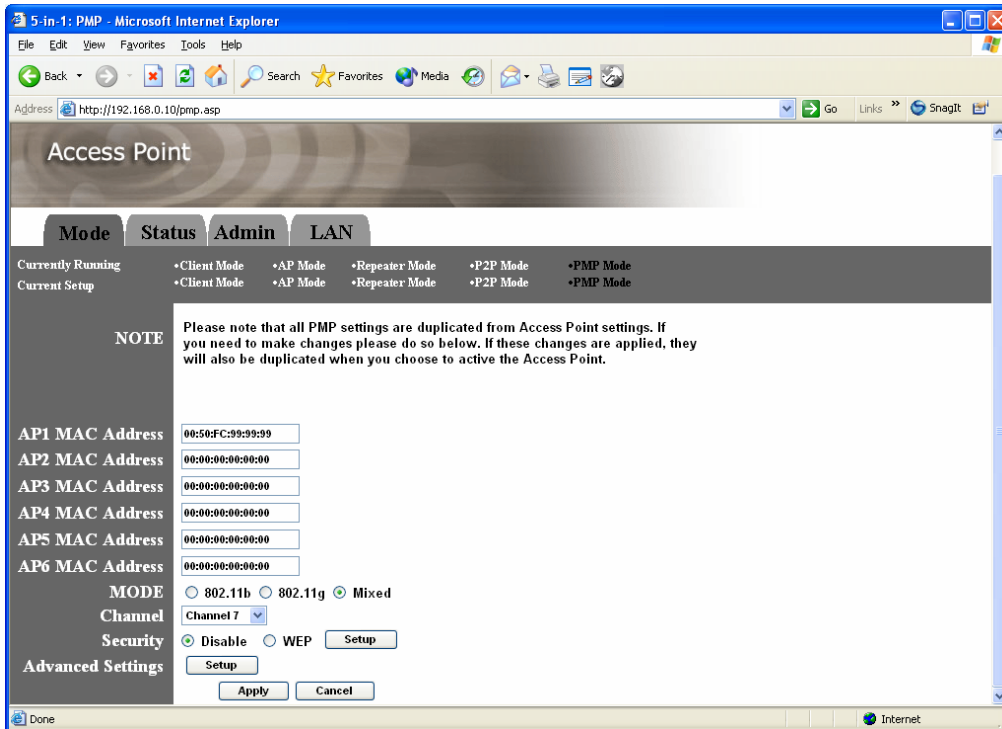 5-in-1: PMP - Microsoft Internet Explorer
File Edit View Favorites Tools Help
Back Search Favorites Media
Address http://192.168.0.10/pmp.asp Go Links » SnagIt
Access Point
Mode Status Admin LAN
Currently Running •Client Mode •AP Mode •Repeater Mode •P2P Mode •PMP Mode
Current Setup •Client Mode •AP Mode •Repeater Mode •P2P Mode •PMP Mode
NOTE Please note that all PMP settings are duplicated from Access Point settings. If
you need to make changes please do so below. If these changes are applied, they
will also be duplicated when you choose to active the Access Point.
AP1 MAC Address 00:50:FC:99:99:99
AP2 MAC Address 00:00:00:00:00:00
AP3 MAC Address 00:00:00:00:00:00
AP4 MAC Address 00:00:00:00:00:00
AP5 MAC Address 00:00:00:00:00:00
AP6 MAC Address 00:00:00:00:00:00
MODE 802.11b 802.11g Mixed
Channel Channel 7
Security Disable WEP Setup
Advanced Settings Setup
Apply Cancel
Done Internet